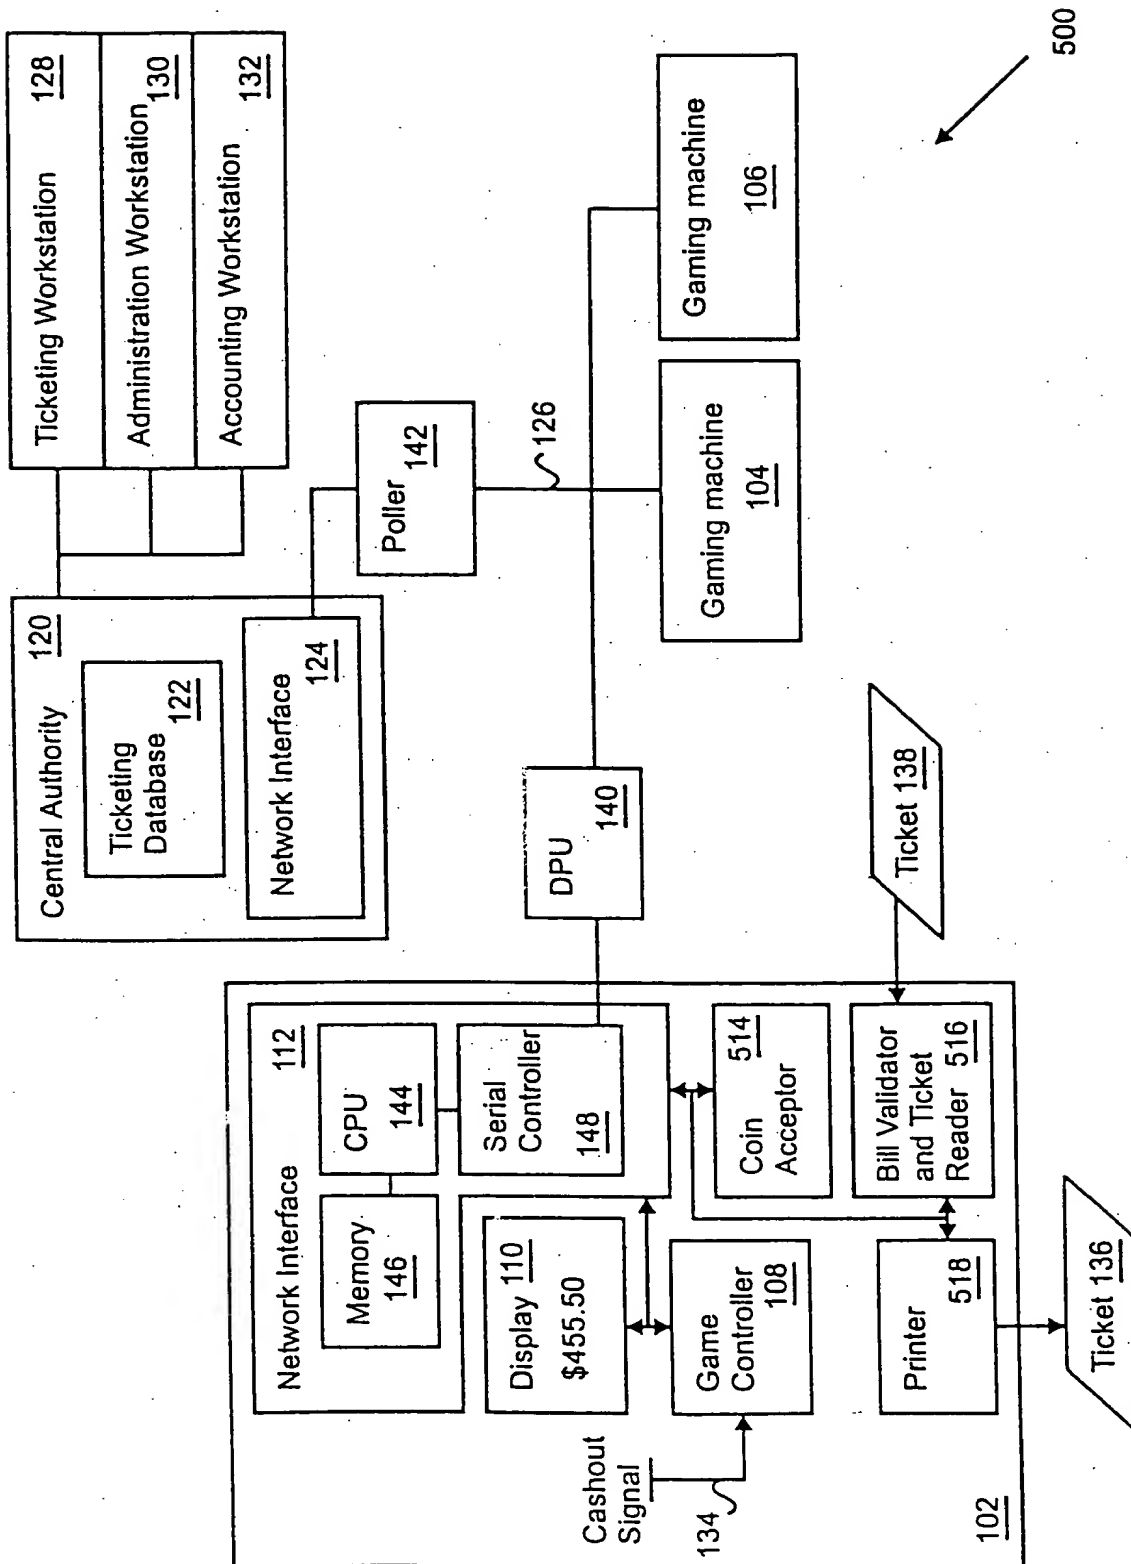 Central Authority 120
Ticketing
Database
122
Network Interface
124
Ticketing Workstation 128
Administration Workstation 130
Accounting Workstation 132
Poller
142
126
DPU
140
Gaming machine
104
Gaming machine
106
500
Network Interface 112
Memory
146
CPU
144
Serial
Controller
148
Display 110
$455.50
Game
Controller
108
Coin
Acceptor
514
Cashout
Signal
134
Printer
518
Bill Validator
and Ticket
Reader 516
102
Ticket 136
Ticket 138